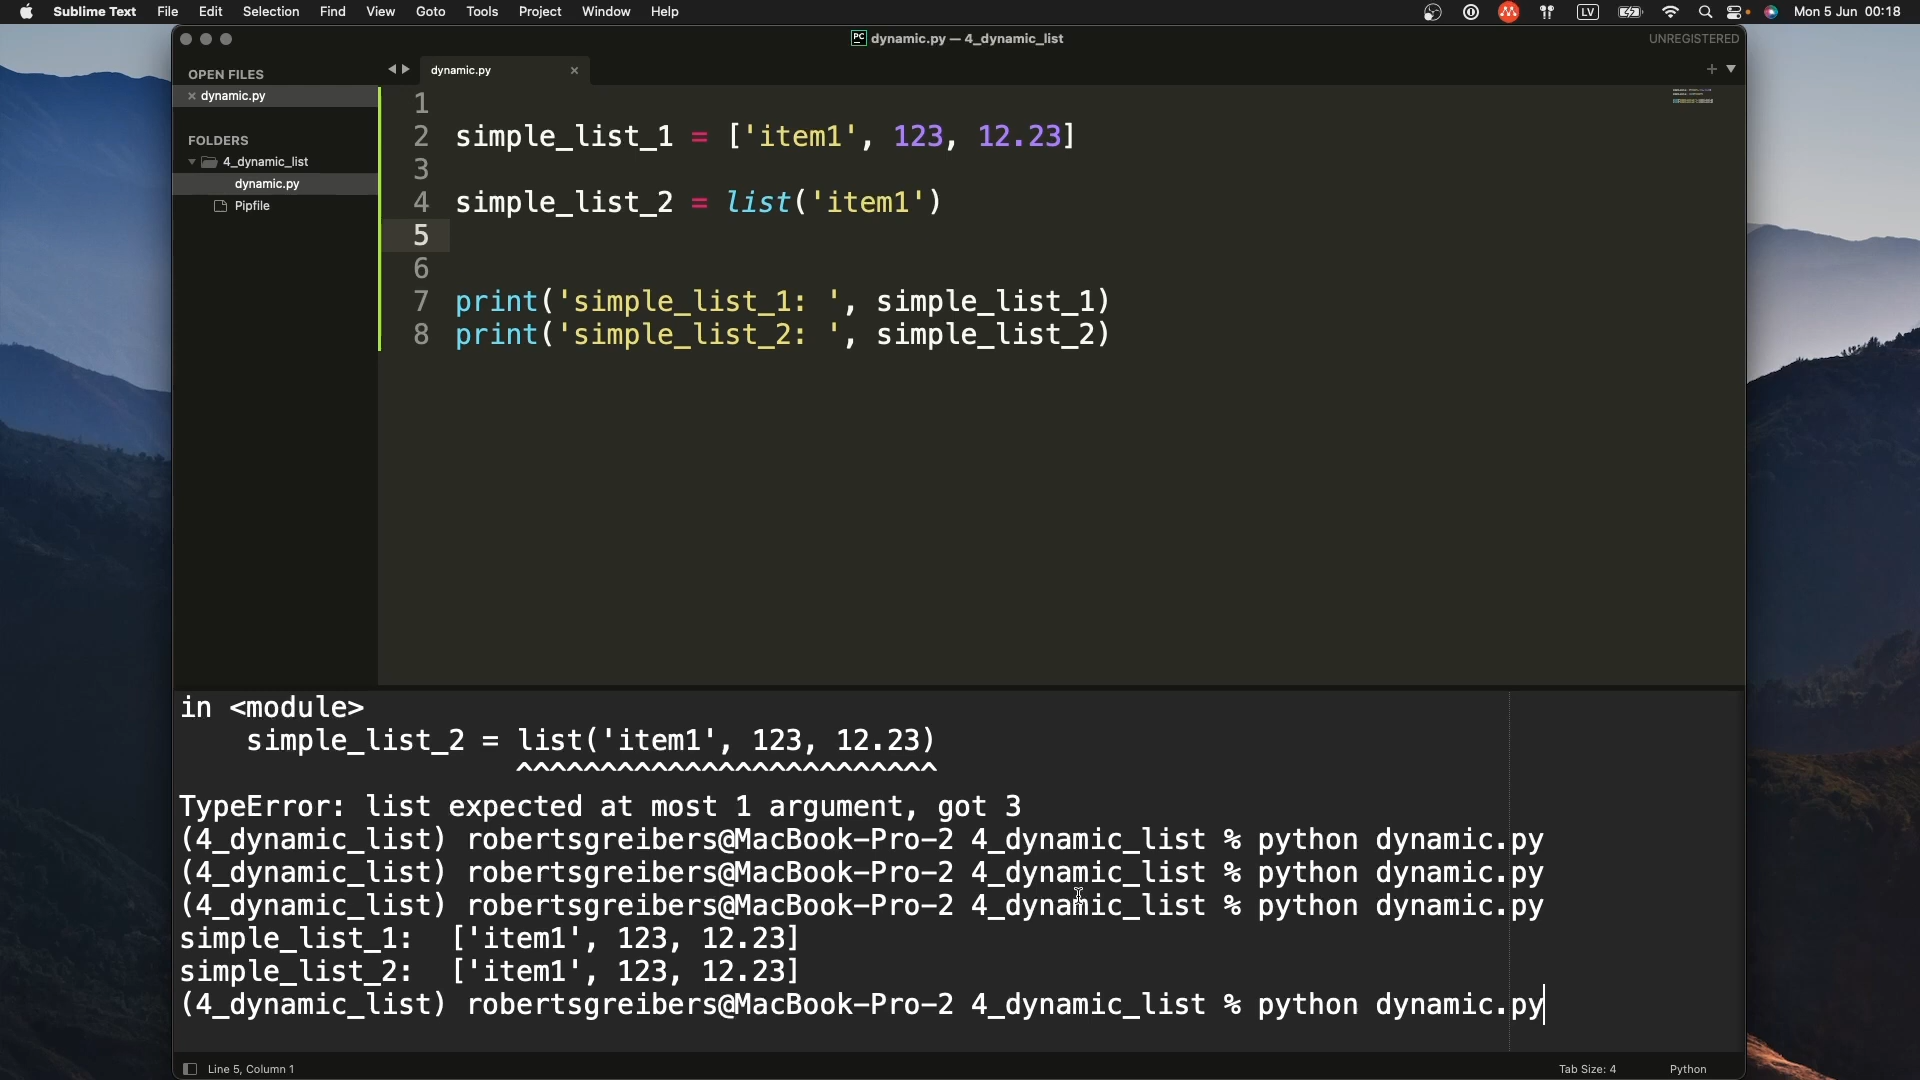 Sublime Text File Edit Selection Find View Goto Tools Project Window Help LV Mon 5 Jun 00:18
PC dynamic.py — 4_dynamic_list UNREGISTERED
OPEN FILES
dynamic.py
FOLDERS
4_dynamic_list
dynamic.py
Pipfile
dynamic.py
1
2 simple_list_1 = ['item1', 123, 12.23]
3
4 simple_list_2 = list('item1')
5
6
7 print('simple_list_1: ', simple_list_1)
8 print('simple_list_2: ', simple_list_2)
in <module>
simple_list_2 = list('item1', 123, 12.23)
^^^^^^^^^^^^^^^^^^^^^^^^^
TypeError: list expected at most 1 argument, got 3
(4_dynamic_list) robertsgreibers@MacBook-Pro-2 4_dynamic_list % python dynamic.py
(4_dynamic_list) robertsgreibers@MacBook-Pro-2 4_dynamic_list % python dynamic.py
(4_dynamic_list) robertsgreibers@MacBook-Pro-2 4_dynamic_list % python dynamic.py
simple_list_1:  ['item1', 123, 12.23]
simple_list_2:  ['item1', 123, 12.23]
(4_dynamic_list) robertsgreibers@MacBook-Pro-2 4_dynamic_list % python dynamic.py
Line 5, Column 1 Tab Size: 4 Python